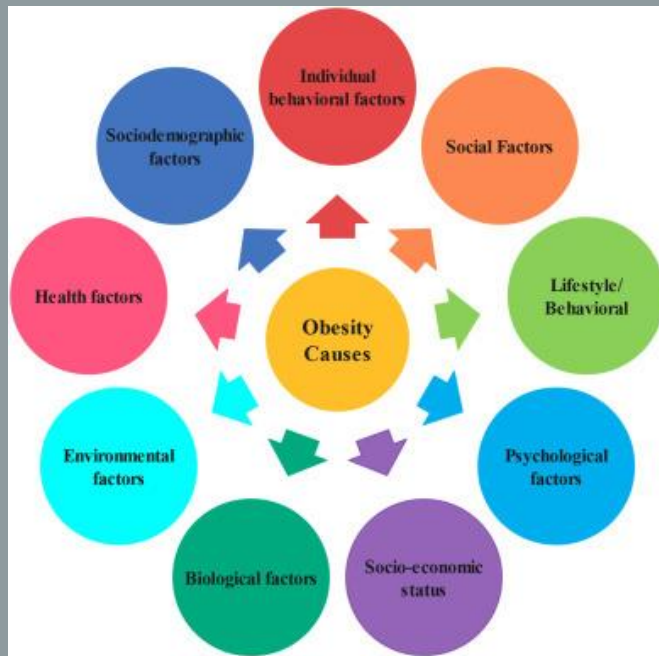 Individual
behavioral factors
Social Factors
Lifestyle/
Behavioral
Psychological
factors
Socio-economic
status
Biological factors
Environmental
factors
Health factors
Sociodemographic
factors
Obesity
Causes